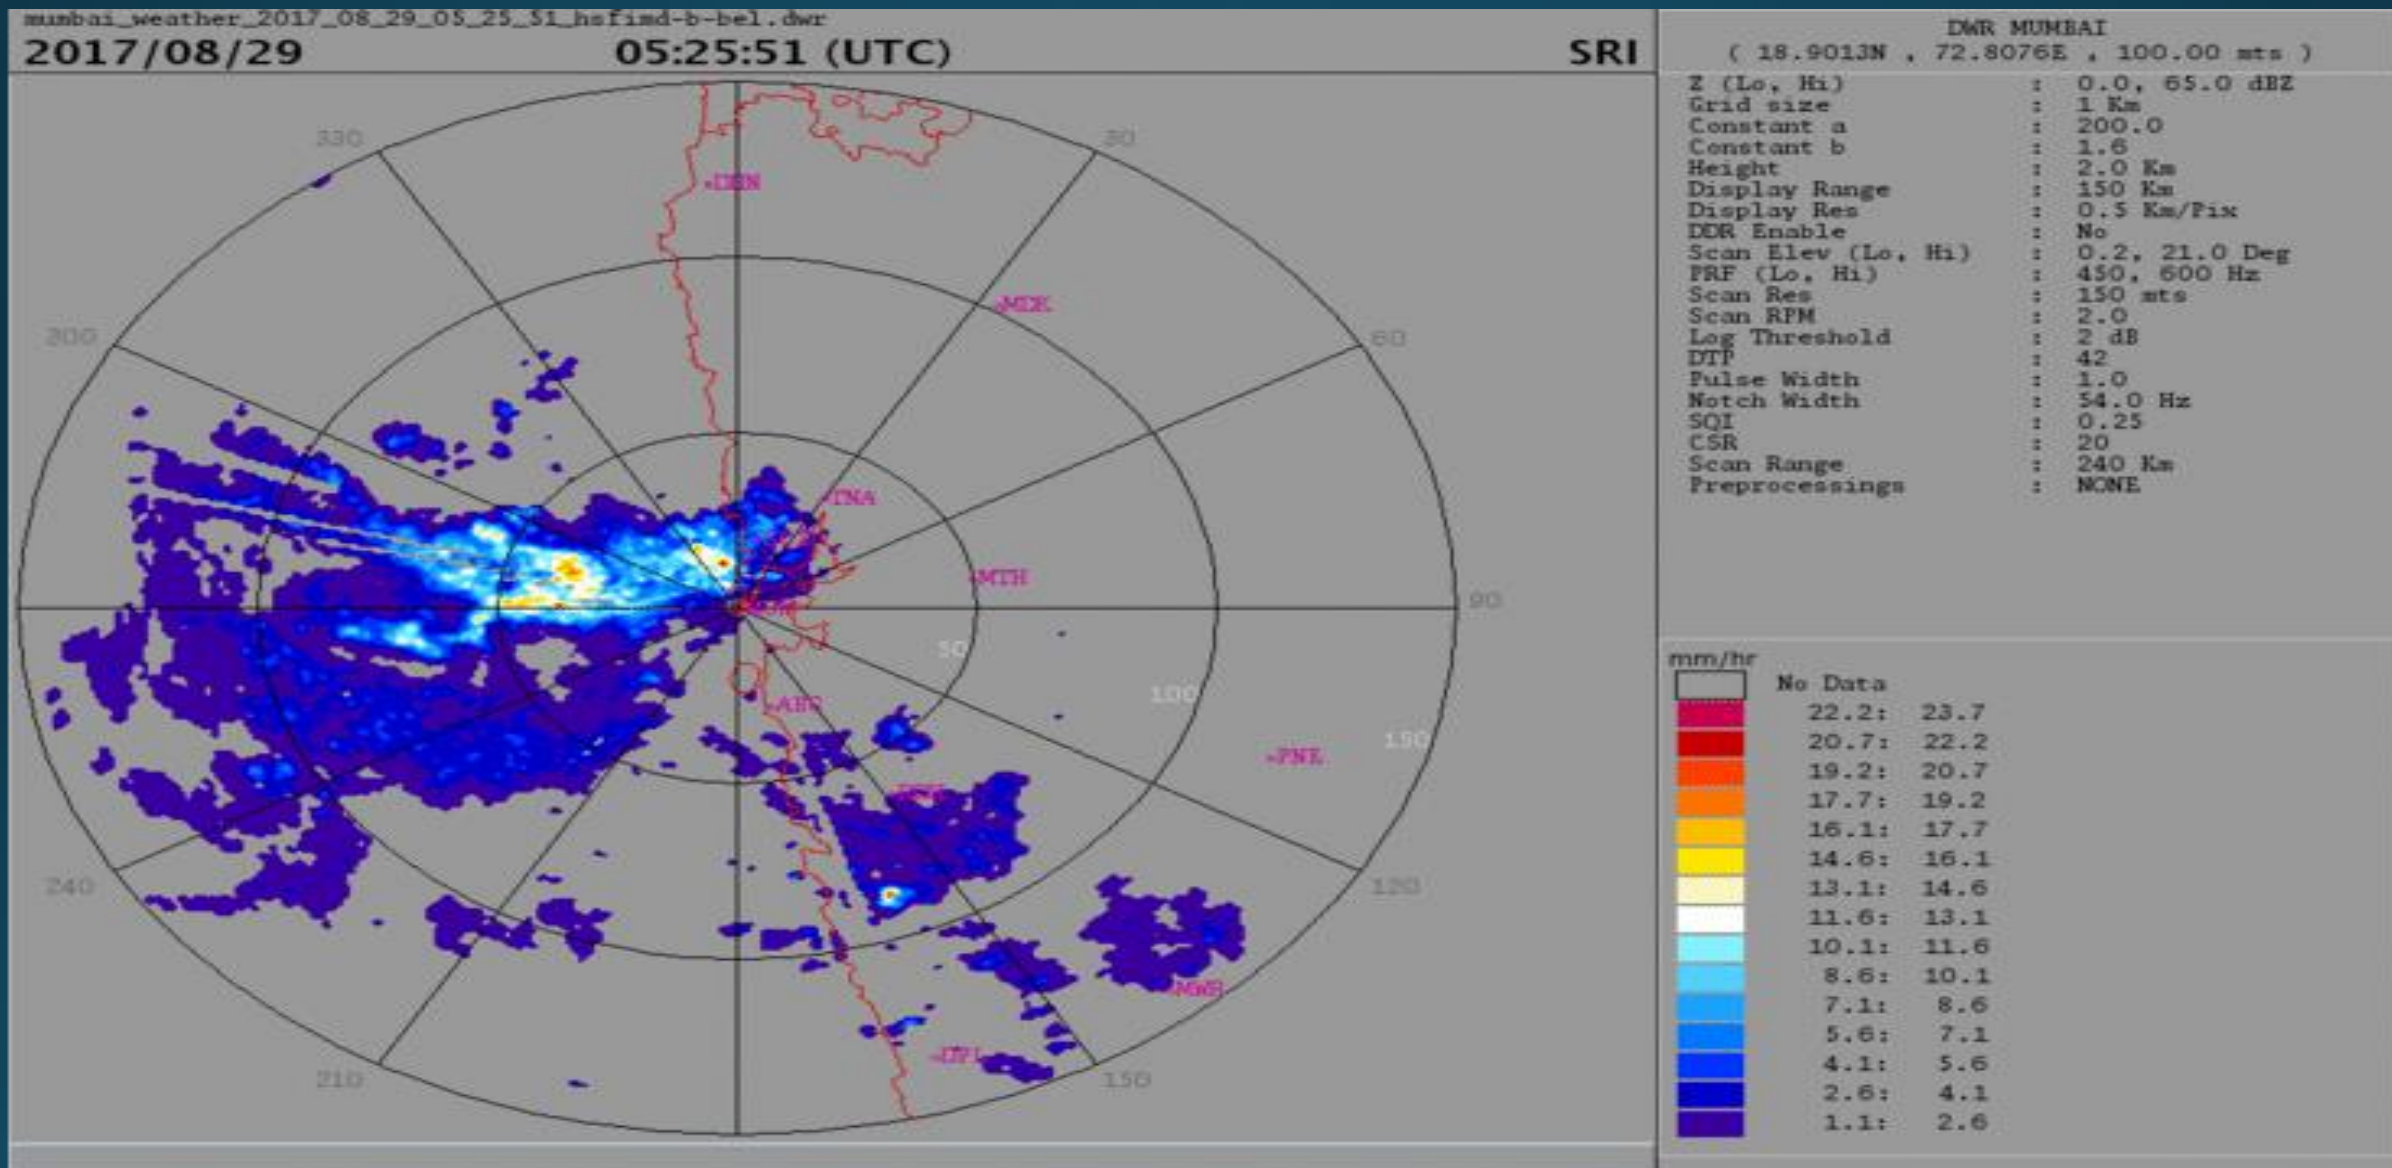 mumbai_weather_2017_08_29_05_25_51_hsfimd-b-bel.dwr
2017/08/29 05:25:51 (UTC) SRI
330
30
DHN
MDK
300
60
TNA
MTH
90
50
100
ABG
150
PNE
240
120
MWR
210
150
DWR MUMBAI
( 18.9013N , 72.8076E , 100.00 mts )
Z (Lo, Hi) : 0.0, 65.0 dBZ
Grid size : 1 Km
Constant a : 200.0
Constant b : 1.6
Height : 2.0 Km
Display Range : 150 Km
Display Res : 0.5 Km/Pix
DDR Enable : No
Scan Elev (Lo, Hi) : 0.2, 21.0 Deg
PRF (Lo, Hi) : 450, 600 Hz
Scan Res : 150 mts
Scan RPM : 2.0
Log Threshold : 2 dB
DTP : 42
Pulse Width : 1.0
Notch Width : 54.0 Hz
SQI : 0.25
CSR : 20
Scan Range : 240 Km
Preprocessings : NONE
mm/hr
No Data
22.2: 23.7
20.7: 22.2
19.2: 20.7
17.7: 19.2
16.1: 17.7
14.6: 16.1
13.1: 14.6
11.6: 13.1
10.1: 11.6
8.6: 10.1
7.1: 8.6
5.6: 7.1
4.1: 5.6
2.6: 4.1
1.1: 2.6